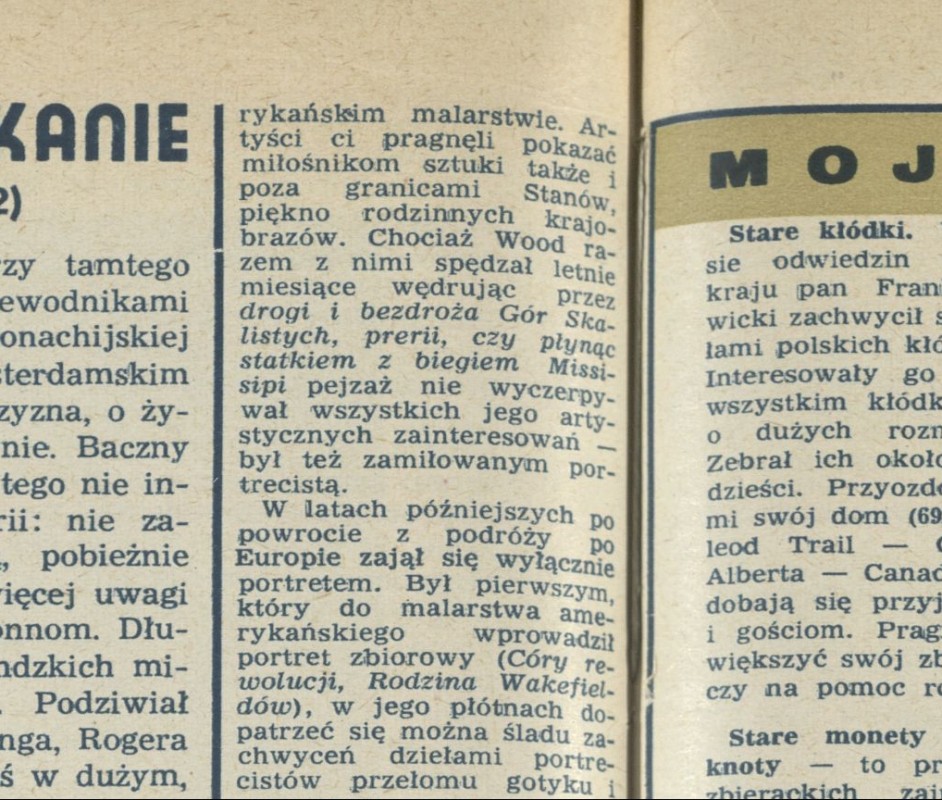 KANIE
2)
rzy tamtego
ewodnikami
onachijskiej
sterdamskim
zyzna, o ży-
nie. Baczny
tego nie in-
rii: nie za-
, pobieżnie
ięcej uwagi
onnom. Dłu-
ndzkich mi-
. Podziwiał
nga, Rogera
ś w dużym,
rykańskim malarstwie. Ar-
tyści ci pragnęli pokazać
miłośnikom sztuki także i
poza granicami Stanów,
piękno rodzinnych krajo-
brazów. Chociaż Wood ra-
zem z nimi spędzał letnie
miesiące wędrując przez
drogi i bezdroża Gór Ska-
listych, prerii, czy płynąc
statkiem z biegiem Missi-
sipi pejzaż nie wyczerpy-
wał wszystkich jego arty-
stycznych zainteresowań —
był też zamiłowanym por-
trecistą.
W latach późniejszych po
powrocie z podróży po
Europie zajął się wyłącznie
portretem. Był pierwszym,
który do malarstwa ame-
rykańskiego wprowadził
portret zbiorowy (Córy re-
wolucji, Rodzina Wakefiel-
dów), w jego płótnach do-
patrzeć się można śladu za-
chwyceń dziełami portre-
cistów przełomu gotyku i
MOJ
Stare kłódki.
sie odwiedzin
kraju pan Fran
wicki zachwycił s
łami polskich kłó
Interesowały go
wszystkim kłódk
o dużych rozm
Zebrał ich około
dzieści. Przyozdo
mi swój dom (69
leod Trail — C
Alberta — Canad
dobają się przyj
i gościom. Prag
większyć swój zb
czy na pomoc ro
Stare monety
knoty — to pr
zbierackich zai